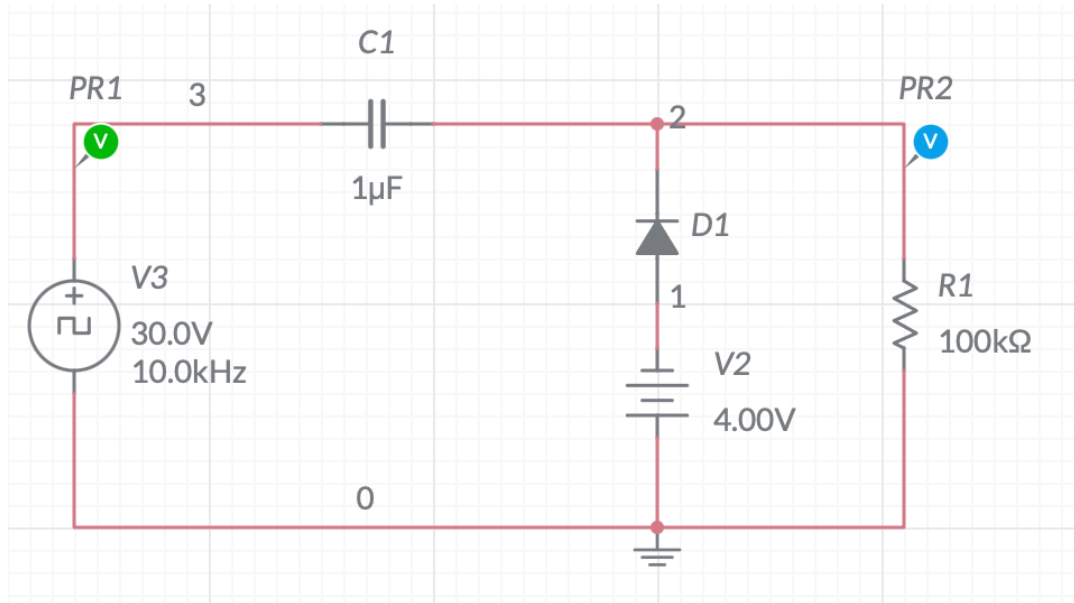 C1
PR1
3
PR2
V
2
V
1μF
D1
V3
1
R1
30.0V
10.0kHz
100kΩ
V2
4.00V
0